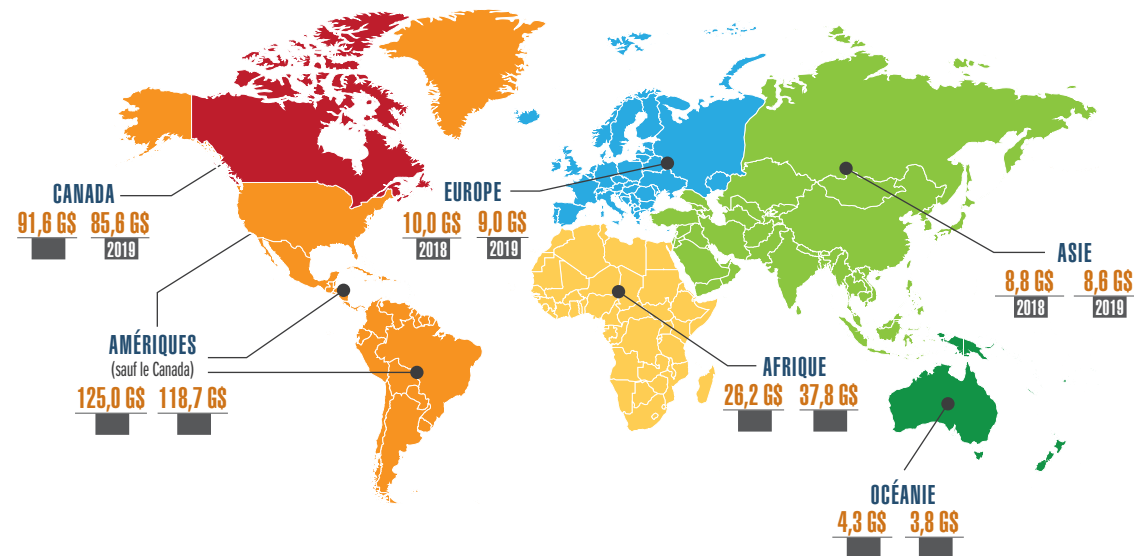 CANADA
91,6 G$ 85,6 G$
2019
EUROPE
10,0 G$ 9,0 G$
2018 2019
ASIE
8,8 G$ 8,6 G$
2018 2019
AMÉRIQUES
(sauf le Canada)
125,0 G$ 118,7 G$
AFRIQUE
26,2 G$ 37,8 G$
OCÉANIE
4,3 G$ 3,8 G$